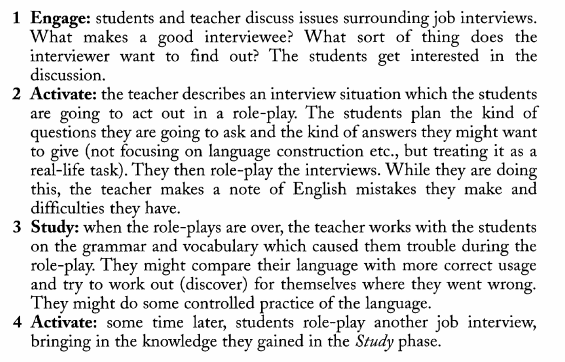 1 Engage: students and teacher discuss issues surrounding job interviews.
What makes a good interviewee? What sort of thing does the
interviewer want to find out? The students get interested in the
discussion.
2 Activate: the teacher describes an interview situation which the students
are going to act out in a role-play. The students plan the kind of
questions they are going to ask and the kind of answers they might want
to give (not focusing on language construction etc., but treating it as a
real-life task). They then role-play the interviews. While they are doing
this, the teacher makes a note of English mistakes they make and
difficulties they have.
3 Study: when the role-plays are over, the teacher works with the students
on the grammar and vocabulary which caused them trouble during the
role-play. They might compare their language with more correct usage
and try to work out (discover) for themselves where they went wrong.
They might do some controlled practice of the language.
4 Activate: some time later, students role-play another job interview,
bringing in the knowledge they gained in the Study phase.